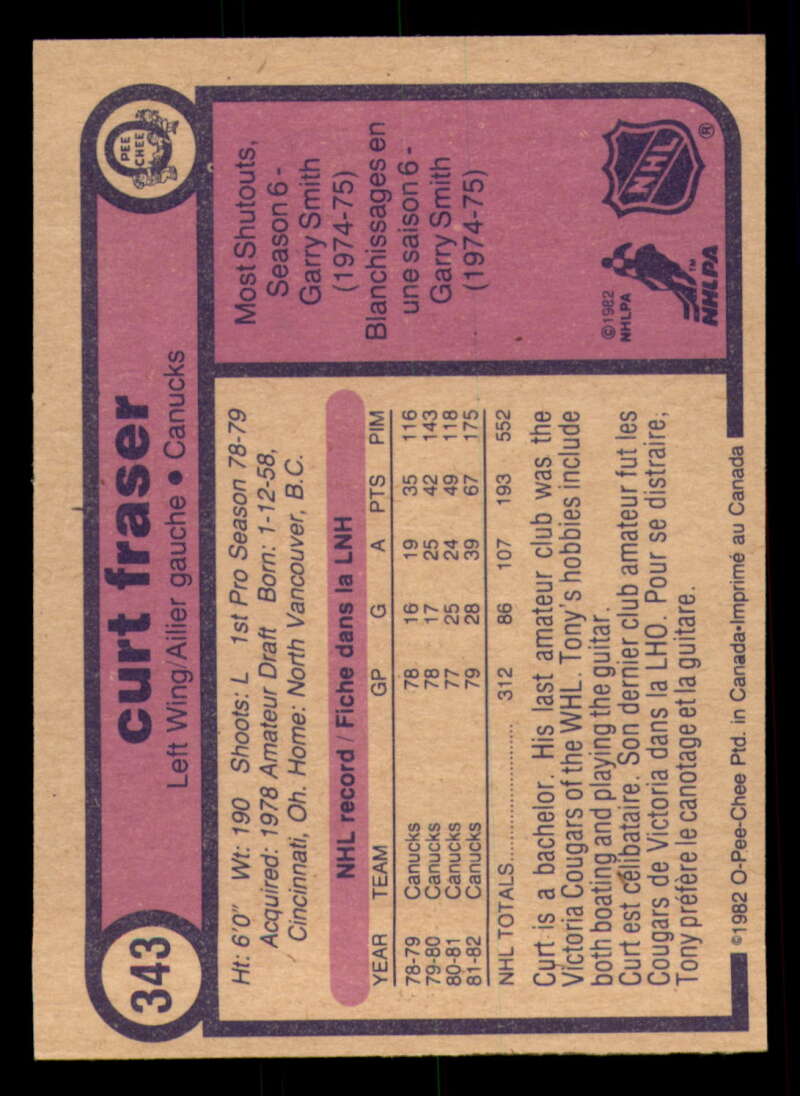 343
curt fraser
Left Wing/Ailier gauche • Canucks
O
PEE
CHEE
Ht: 6'0" Wt: 190 Shoots: L 1st Pro Season 78-79
Acquired: 1978 Amateur Draft Born: 1-12-58,
Cincinnati, Oh. Home: North Vancouver, B.C.
NHL record / Fiche dans la LNH
YEAR TEAM GP G A PTS PIM
78-79 Canucks 78 16 19 35 116
79-80 Canucks 78 17 25 42 143
80-81 Canucks 77 25 24 49 118
81-82 Canucks 79 28 39 67 175
NHL TOTALS.................. 312 86 107 193 552
Curt is a bachelor. His last amateur club was the
Victoria Cougars of the WHL. Tony's hobbies include
both boating and playing the guitar.
Curt est célibataire. Son dernier club amateur fut les
Cougars de Victoria dans la LHO. Pour se distraire,
Tony préfère le canotage et la guitare.
Most Shutouts,
Season 6 -
Garry Smith
(1974-75)
Blanchissages en
une saison 6 -
Garry Smith
(1974-75)
©1982
NHLPA
NHLPA
TM
NHL
®
©1982 O-Pee-Chee Ptd. in Canada•Imprimé au Canada